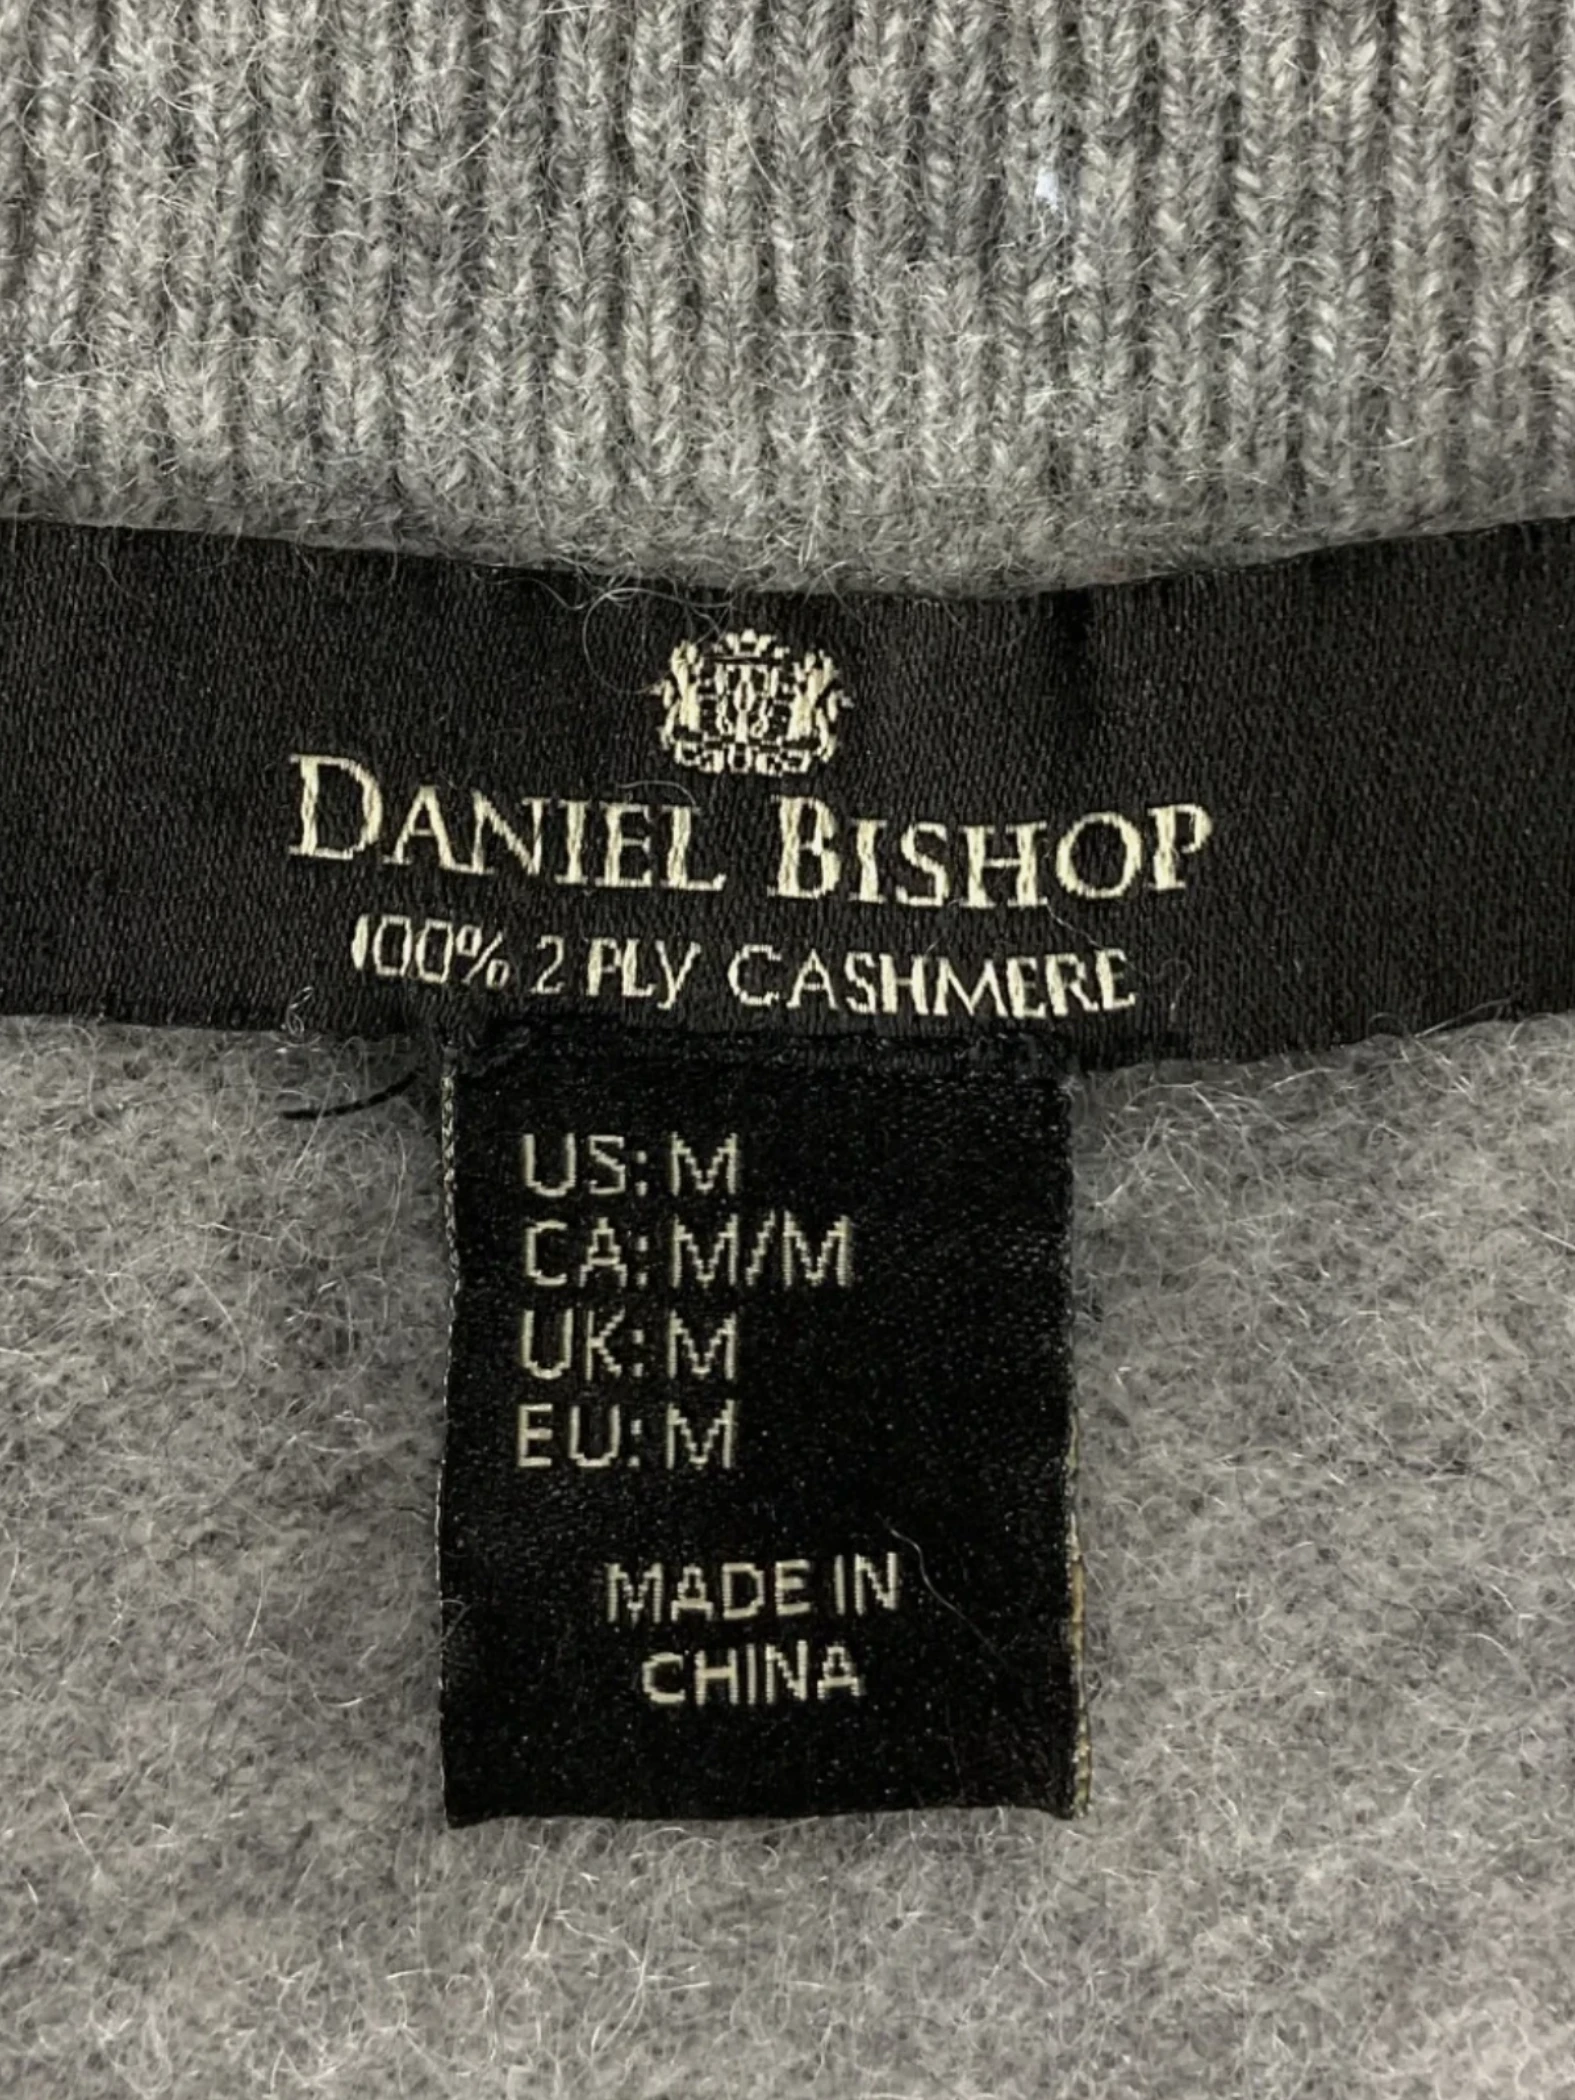 DANIEL BISHOP
100% 2 PLY CASHMERE
US: M
CA: M/M
UK: M
EU: M
MADE IN
CHINA